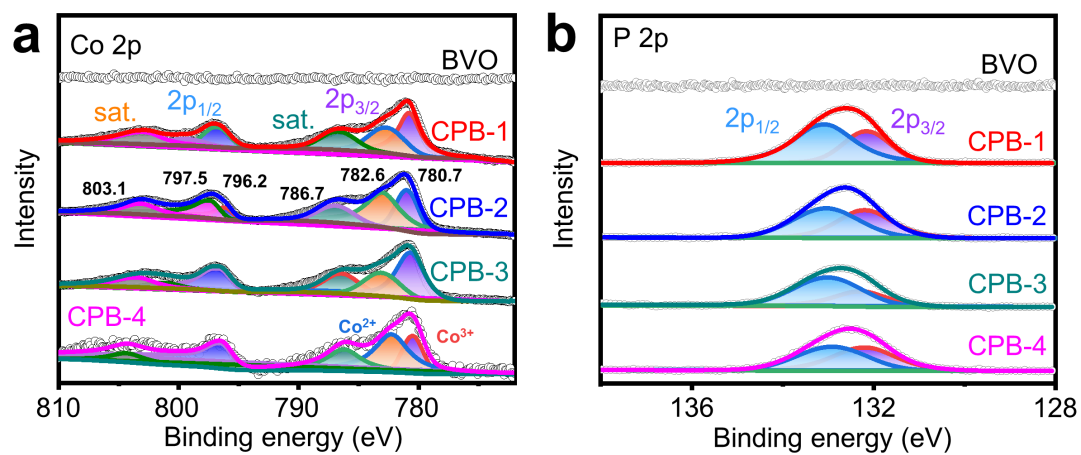 a
Co 2p
BVO
sat.
2p1/2
sat.
2p3/2
CPB-1
803.1
797.5
796.2
786.7
782.6
780.7
CPB-2
CPB-3
CPB-4
Co2+
Co3+
Intensity
810
800
790
780
Binding energy (eV)
b
P 2p
BVO
2p1/2
2p3/2
CPB-1
CPB-2
CPB-3
CPB-4
Intensity
136
132
128
Binding energy (eV)